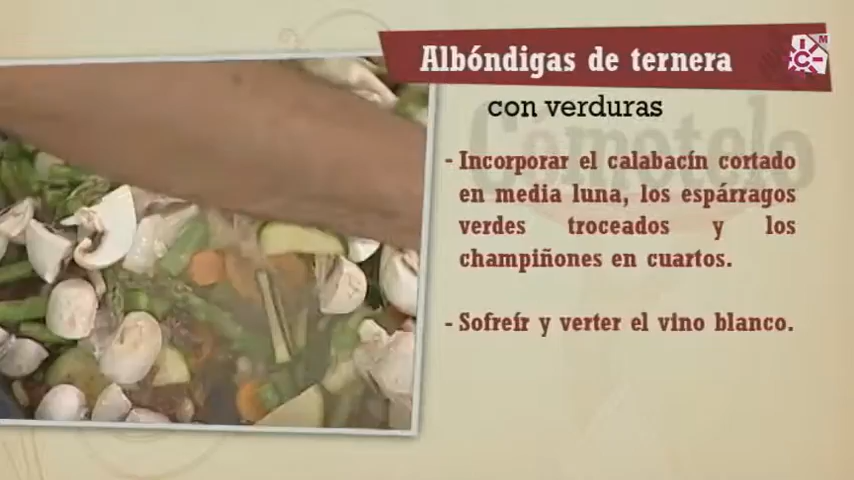 Albóndigas de ternera
con verduras
Cómetelo
- Incorporar el calabacín cortado
en media luna, los espárragos
verdes troceados y los
champiñones en cuartos.
- Sofreír y verter el vino blanco.